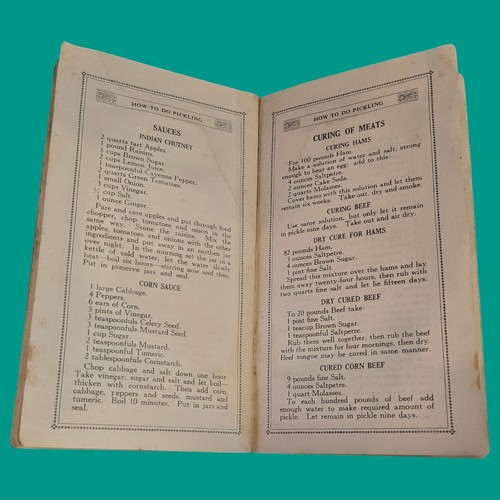 HOW TO DO PICKLING
SAUCES
INDIAN CHUTNET
2 quarts tart Apples.
1 pound Raisins.
3 cups Brown Sugar.
2 cups Lemon Juice.
1 teaspoonful Cayenne Pepper.
2 quarts Green Tomatoes.
1 small Onion.
3 cups Vinegar.
½ cup Salt.
1 ounce Ginger.
Pare and core apples and put through food
chopper, chop tomatoes and onion in the
same way. Stone the raisins. Mix the
apples, tomatoes and onions with the other
ingredients and put away in an earthen jar
over night. In the morning set the jar in a
kettle of cold water, let the water slowly
heat—boil six hours—stirring now and then.
Put in preserve jars and seal.
CORN SAUCE
1 large Cabbage.
4 Peppers.
6 ears of Corn.
3 pints of Vinegar.
3 teaspoonfuls Celery Seed.
3 teaspoonfuls Mustard Seed.
1 cup Sugar.
2 teaspoonfuls Mustard.
1 teaspoonful Tumeric.
2 tablespoonfuls Cornstarch.
Chop cabbage and salt down one hour.
Take vinegar, sugar and salt and let boil—
thicken with cornstarch. Then add corn,
cabbage, peppers and seeds, mustard and
tumeric. Boil 10 minutes. Put in jars and
seal.
HOW TO DO PICKLING
CURING OF MEATS
CURING HAMS
For 100 pounds Ham.
Make a solution of water and salt, strong
enough to bear an egg: add to this:
4 ounces Saltpetre.
2 ounces Cake Soda.
2 quarts Molasses.
Cover hams with this solution and let them
remain six weeks. Take out, dry and smoke.
CURING BEEF
Use same solution, but only let it remain
in pickle nine days. Take out and air dry.
DRY CURE FOR HAMS
82 pounds Ham.
1 ounces Saltpetre.
4 ounces Brown Sugar.
1 pint fine Salt.
Spread this mixture over the hams and lay
them away twenty-four hours, then rub with
two quarts fine salt and let lie fifteen days.
DRY CURED BEEF
To 20 pounds Beef take:
1 pint fine Salt.
1 teacup Brown Sugar.
1 teaspoonful Saltpetre.
Rub them well together, then rub the beef
with the mixture for four mornings, then dry.
Beef tongue may be cured in same manner.
CURED CORN BEEF
9 pounds fine Salt.
4 ounces Saltpetre.
1 quart Molasses.
To each hundred pounds of beef add
enough water to make required amount of
pickle. Let remain in pickle nine days.